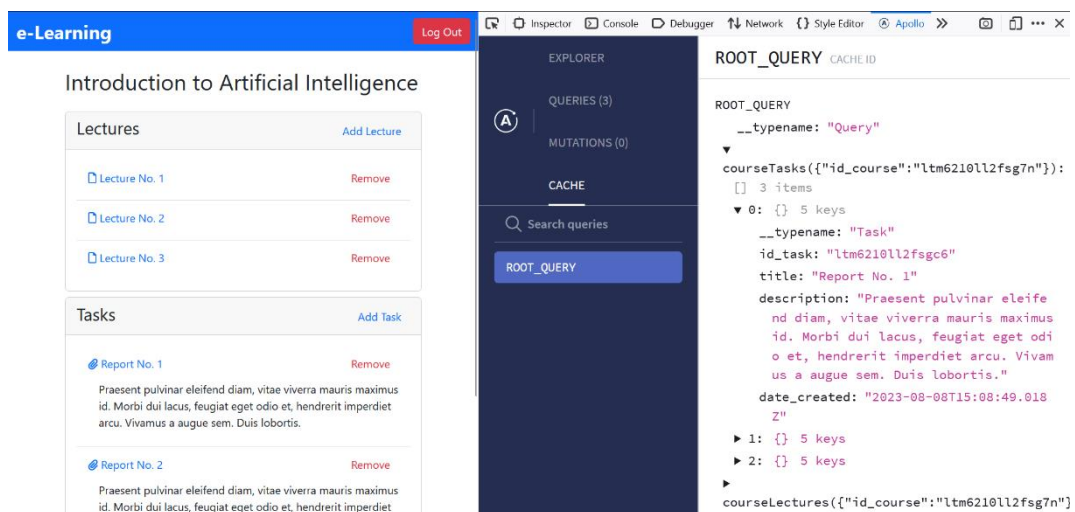 e-Learning
Log Out
Introduction to Artificial Intelligence
Lectures
Add Lecture
Lecture No. 1
Remove
Lecture No. 2
Remove
Lecture No. 3
Remove
Tasks
Add Task
Report No. 1
Remove
Praesent pulvinar eleifend diam, vitae viverra mauris maximus
id. Morbi dui lacus, feugiat eget odio et, hendrerit imperdiet
arcu. Vivamus a augue sem. Duis lobortis.
Report No. 2
Remove
Praesent pulvinar eleifend diam, vitae viverra mauris maximus
id. Morbi dui lacus, feugiat eget odio et, hendrerit imperdiet
Inspector
Console
Debugger
Network
{} Style Editor
Apollo
EXPLORER
QUERIES (3)
MUTATIONS (0)
CACHE
Search queries
ROOT_QUERY
ROOT_QUERY CACHE ID
ROOT_QUERY
__typename: "Query"
courseTasks({"id_course":"ltm6210ll2fsg7n"}):
[] 3 items
0: {} 5 keys
__typename: "Task"
id_task: "ltm6210ll2fsgc6"
title: "Report No. 1"
description: "Praesent pulvinar eleife
nd diam, vitae viverra mauris maximus
id. Morbi dui lacus, feugiat eget odi
o et, hendrerit imperdiet arcu. Vivam
us a augue sem. Duis lobortis."
date_created: "2023-08-08T15:08:49.018
Z"
1: {} 5 keys
2: {} 5 keys
courseLectures({"id_course":"ltm6210ll2fsg7n"}